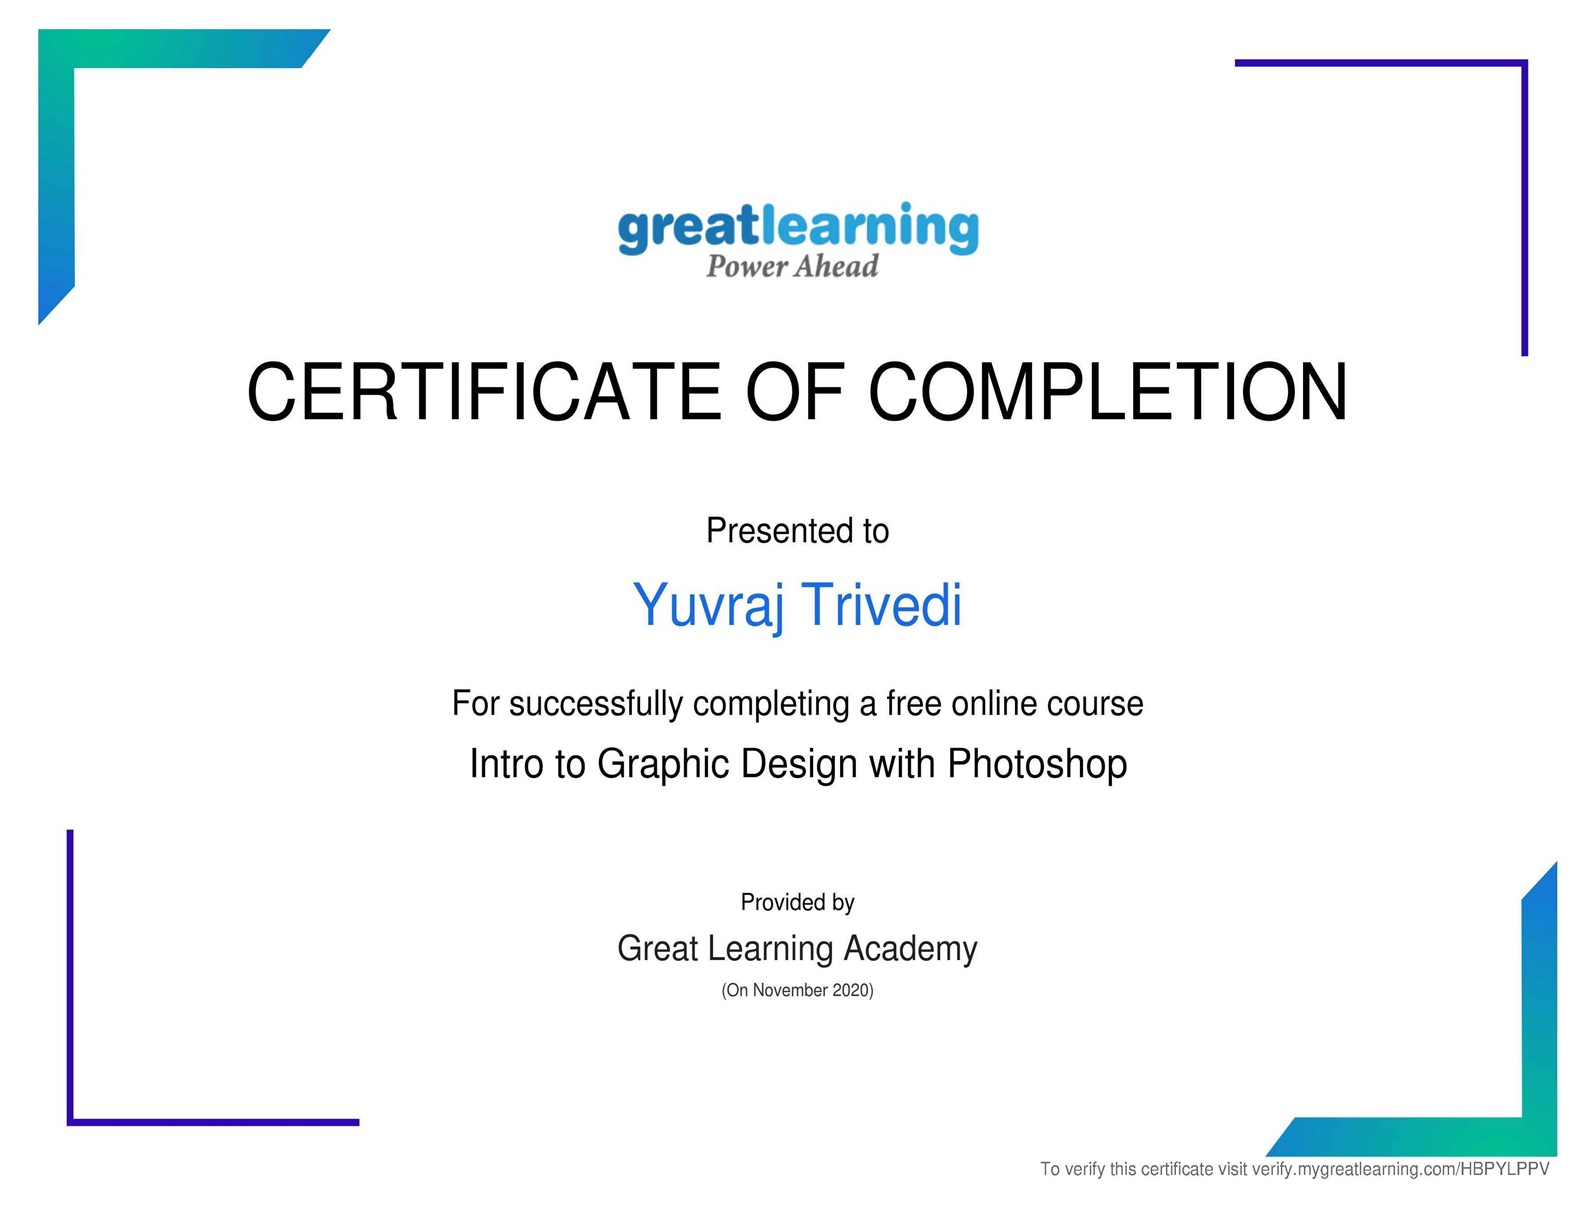 greatlearning
Power Ahead
CERTIFICATE OF COMPLETION
Presented to
Yuvraj Trivedi
For successfully completing a free online course
Intro to Graphic Design with Photoshop
Provided by
Great Learning Academy
(On November 2020)
To verify this certificate visit verify.mygreatlearning.com/HBPYLPPV